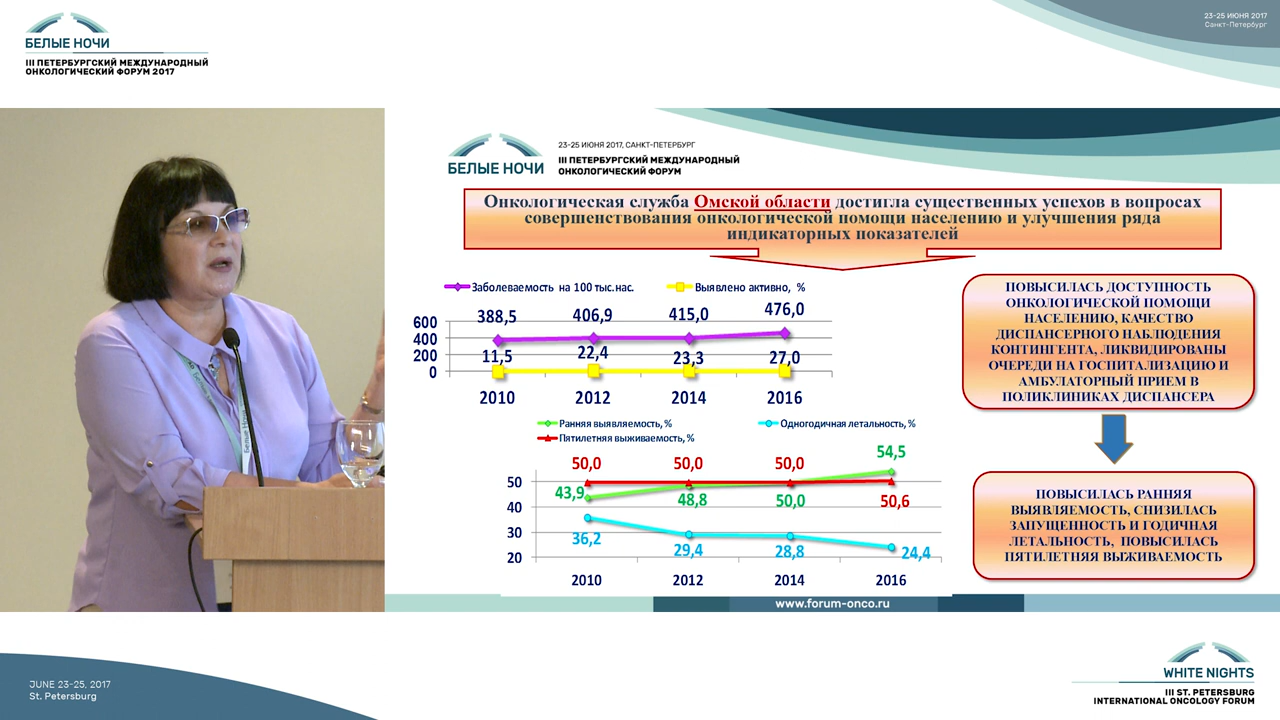 БЕЛЫЕ НОЧИ
III ПЕТЕРБУРГСКИЙ МЕЖДУНАРОДНЫЙ
ОНКОЛОГИЧЕСКИЙ ФОРУМ 2017
23-25 ИЮНЯ 2017
Санкт-Петербург
БЕЛЫЕ НОЧИ
23-25 ИЮНЯ 2017, САНКТ-ПЕТЕРБУРГ
III ПЕТЕРБУРГСКИЙ МЕЖДУНАРОДНЫЙ
ОНКОЛОГИЧЕСКИЙ ФОРУМ
Онкологическая служба Омской области достигла существенных успехов в вопросах
совершенствования онкологической помощи населению и улучшения ряда
индикаторных показателей
Заболеваемость на 100 тыс.нас.
Выявлено активно, %
388,5 406,9 415,0 476,0
600
400
200
0
11,5 22,4 23,3 27,0
2010 2012 2014 2016
Ранняя выявляемость, %
Одногодичная летальность, %
Пятилетняя выживаемость, %
50,0 50,0 50,0 54,5
50
40
30
20
43,9 48,8 50,0 50,6
36,2 29,4 28,8 24,4
2010 2012 2014 2016
ПОВЫСИЛАСЬ ДОСТУПНОСТЬ
ОНКОЛОГИЧЕСКОЙ ПОМОЩИ
НАСЕЛЕНИЮ, КАЧЕСТВО
ДИСПАНСЕРНОГО НАБЛЮДЕНИЯ
КОНТИНГЕНТА, ЛИКВИДИРОВАНЫ
ОЧЕРЕДИ НА ГОСПИТАЛИЗАЦИЮ И
АМБУЛАТОРНЫЙ ПРИЕМ В
ПОЛИКЛИНИКАХ ДИСПАНСЕРА
ПОВЫСИЛАСЬ РАННЯЯ
ВЫЯВЛЯЕМОСТЬ, СНИЗИЛАСЬ
ЗАПУЩЕННОСТЬ И ГОДИЧНАЯ
ЛЕТАЛЬНОСТЬ, ПОВЫСИЛАСЬ
ПЯТИЛЕТНЯЯ ВЫЖИВАЕМОСТЬ
www.forum-onco.ru
Белые Ночи
JUNE 23-25, 2017
St. Petersburg
WHITE NIGHTS
III ST. PETERSBURG
INTERNATIONAL ONCOLOGY FORUM